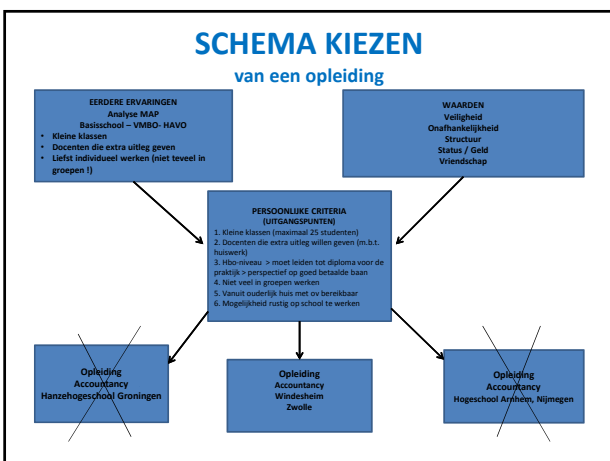 SCHEMA KIEZEN
van een opleiding
EERDERE ERVARINGEN
Analyse MAP
Basisschool – VMBO- HAVO
• Kleine klassen
• Docenten die extra uitleg geven
• Liefst individueel werken (niet teveel in
groepen !)
WAARDEN
Veiligheid
Onafhankelijkheid
Structuur
Status / Geld
Vriendschap
PERSOONLIJKE CRITERIA
(UITGANGSPUNTEN)
1. Kleine klassen (maximaal 25 studenten)
2. Docenten die extra uitleg willen geven (m.b.t.
huiswerk)
3. Hbo-niveau > moet leiden tot diploma voor de
praktijk > perspectief op goed betaalde baan
4. Niet veel in groepen werken
5. Vanuit ouderlijk huis met ov bereikbaar
6. Mogelijkheid rustig op school te werken
Opleiding
Accountancy
Hanzehogeschool Groningen
Opleiding
Accountancy
Windesheim
Zwolle
Opleiding
Accountancy
Hogeschool Arnhem, Nijmegen